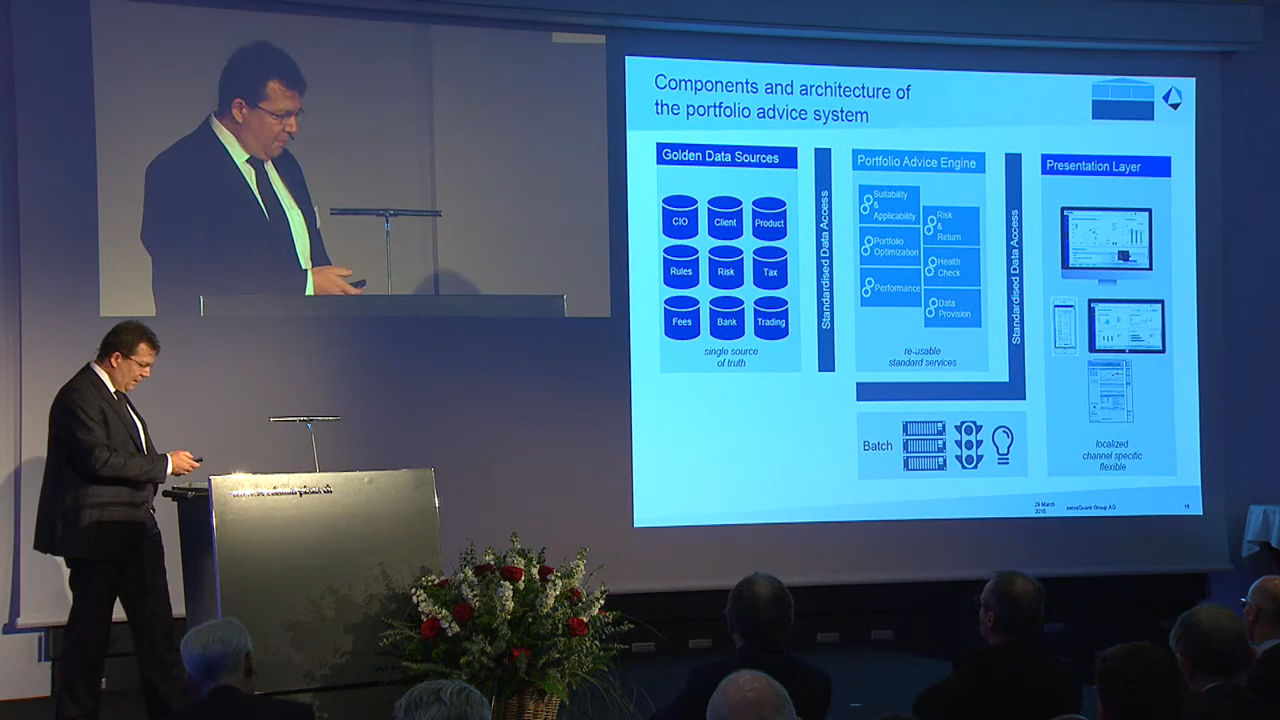 Components and architecture of
the portfolio advice system
Golden Data Sources
CIO
Client
Product
Rules
Risk
Tax
Fees
Bank
Trading
single source
of truth
Standardised Data Access
Portfolio Advice Engine
Suitability
&
Applicability
Portfolio
Optimization
Performance
Risk
&
Return
Health
Check
Data
Provision
re-usable
standard services
Standardised Data Access
Batch
Presentation Layer
localized
channel specific
flexible
29 March
swissQuant Group AG